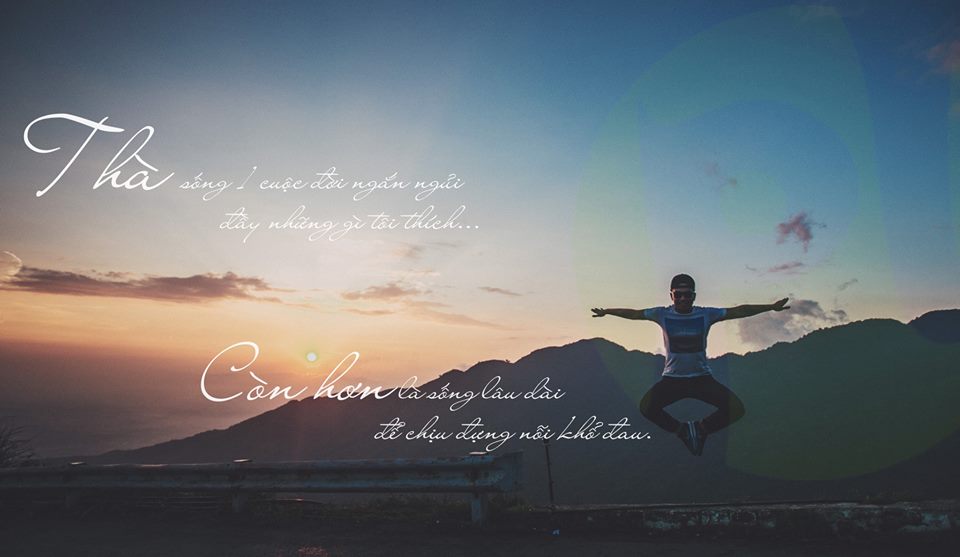 Thà sống 1 cuộc đời ngắn ngủi
đầy những gì tôi thích...
Còn hơn là sống lâu dài
để chịu đựng nỗi khổ đau.